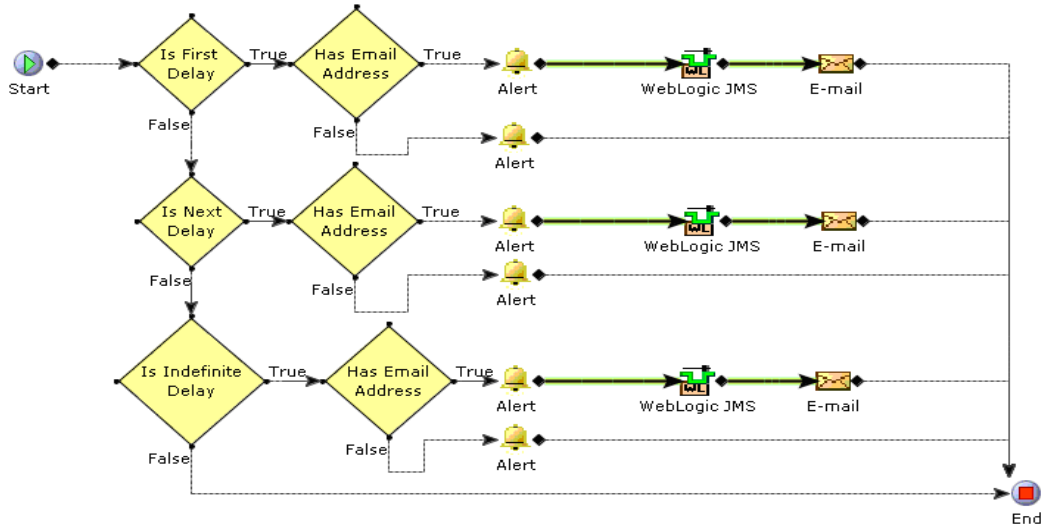 Is First
Delay
True
Has Email
Address
True
Start
Alert
WebLogic JMS
E-mail
False
False
Alert
Is Next
Delay
True
Has Email
Address
True
Alert
WebLogic JMS
E-mail
False
False
Alert
Is Indefinite
Delay
True
Has Email
Address
True
Alert
WL
WebLogic JMS
E-mail
False
False
Alert
End